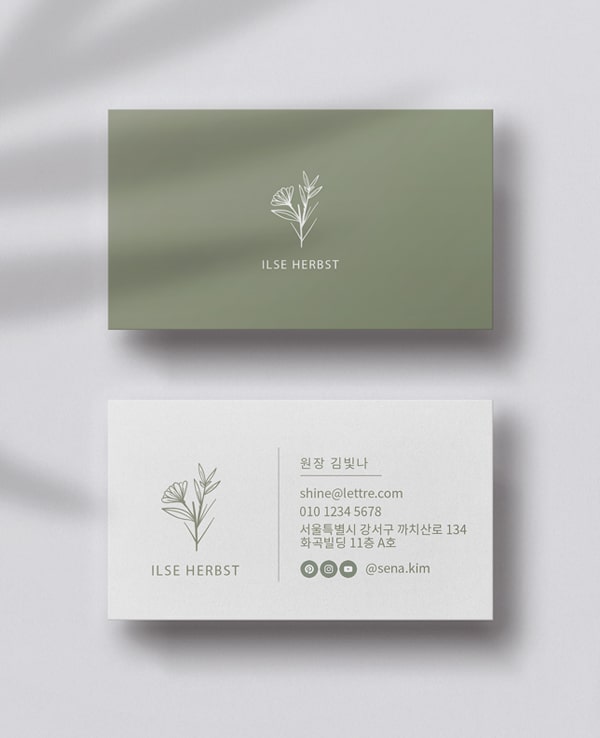 ILSE HERBST
원장 김빛나
shine@lettre.com
010 1234 5678
서울특별시 강서구 까치산로 134
화곡빌딩 11층 A호
@sena.kim
ILSE HERBST